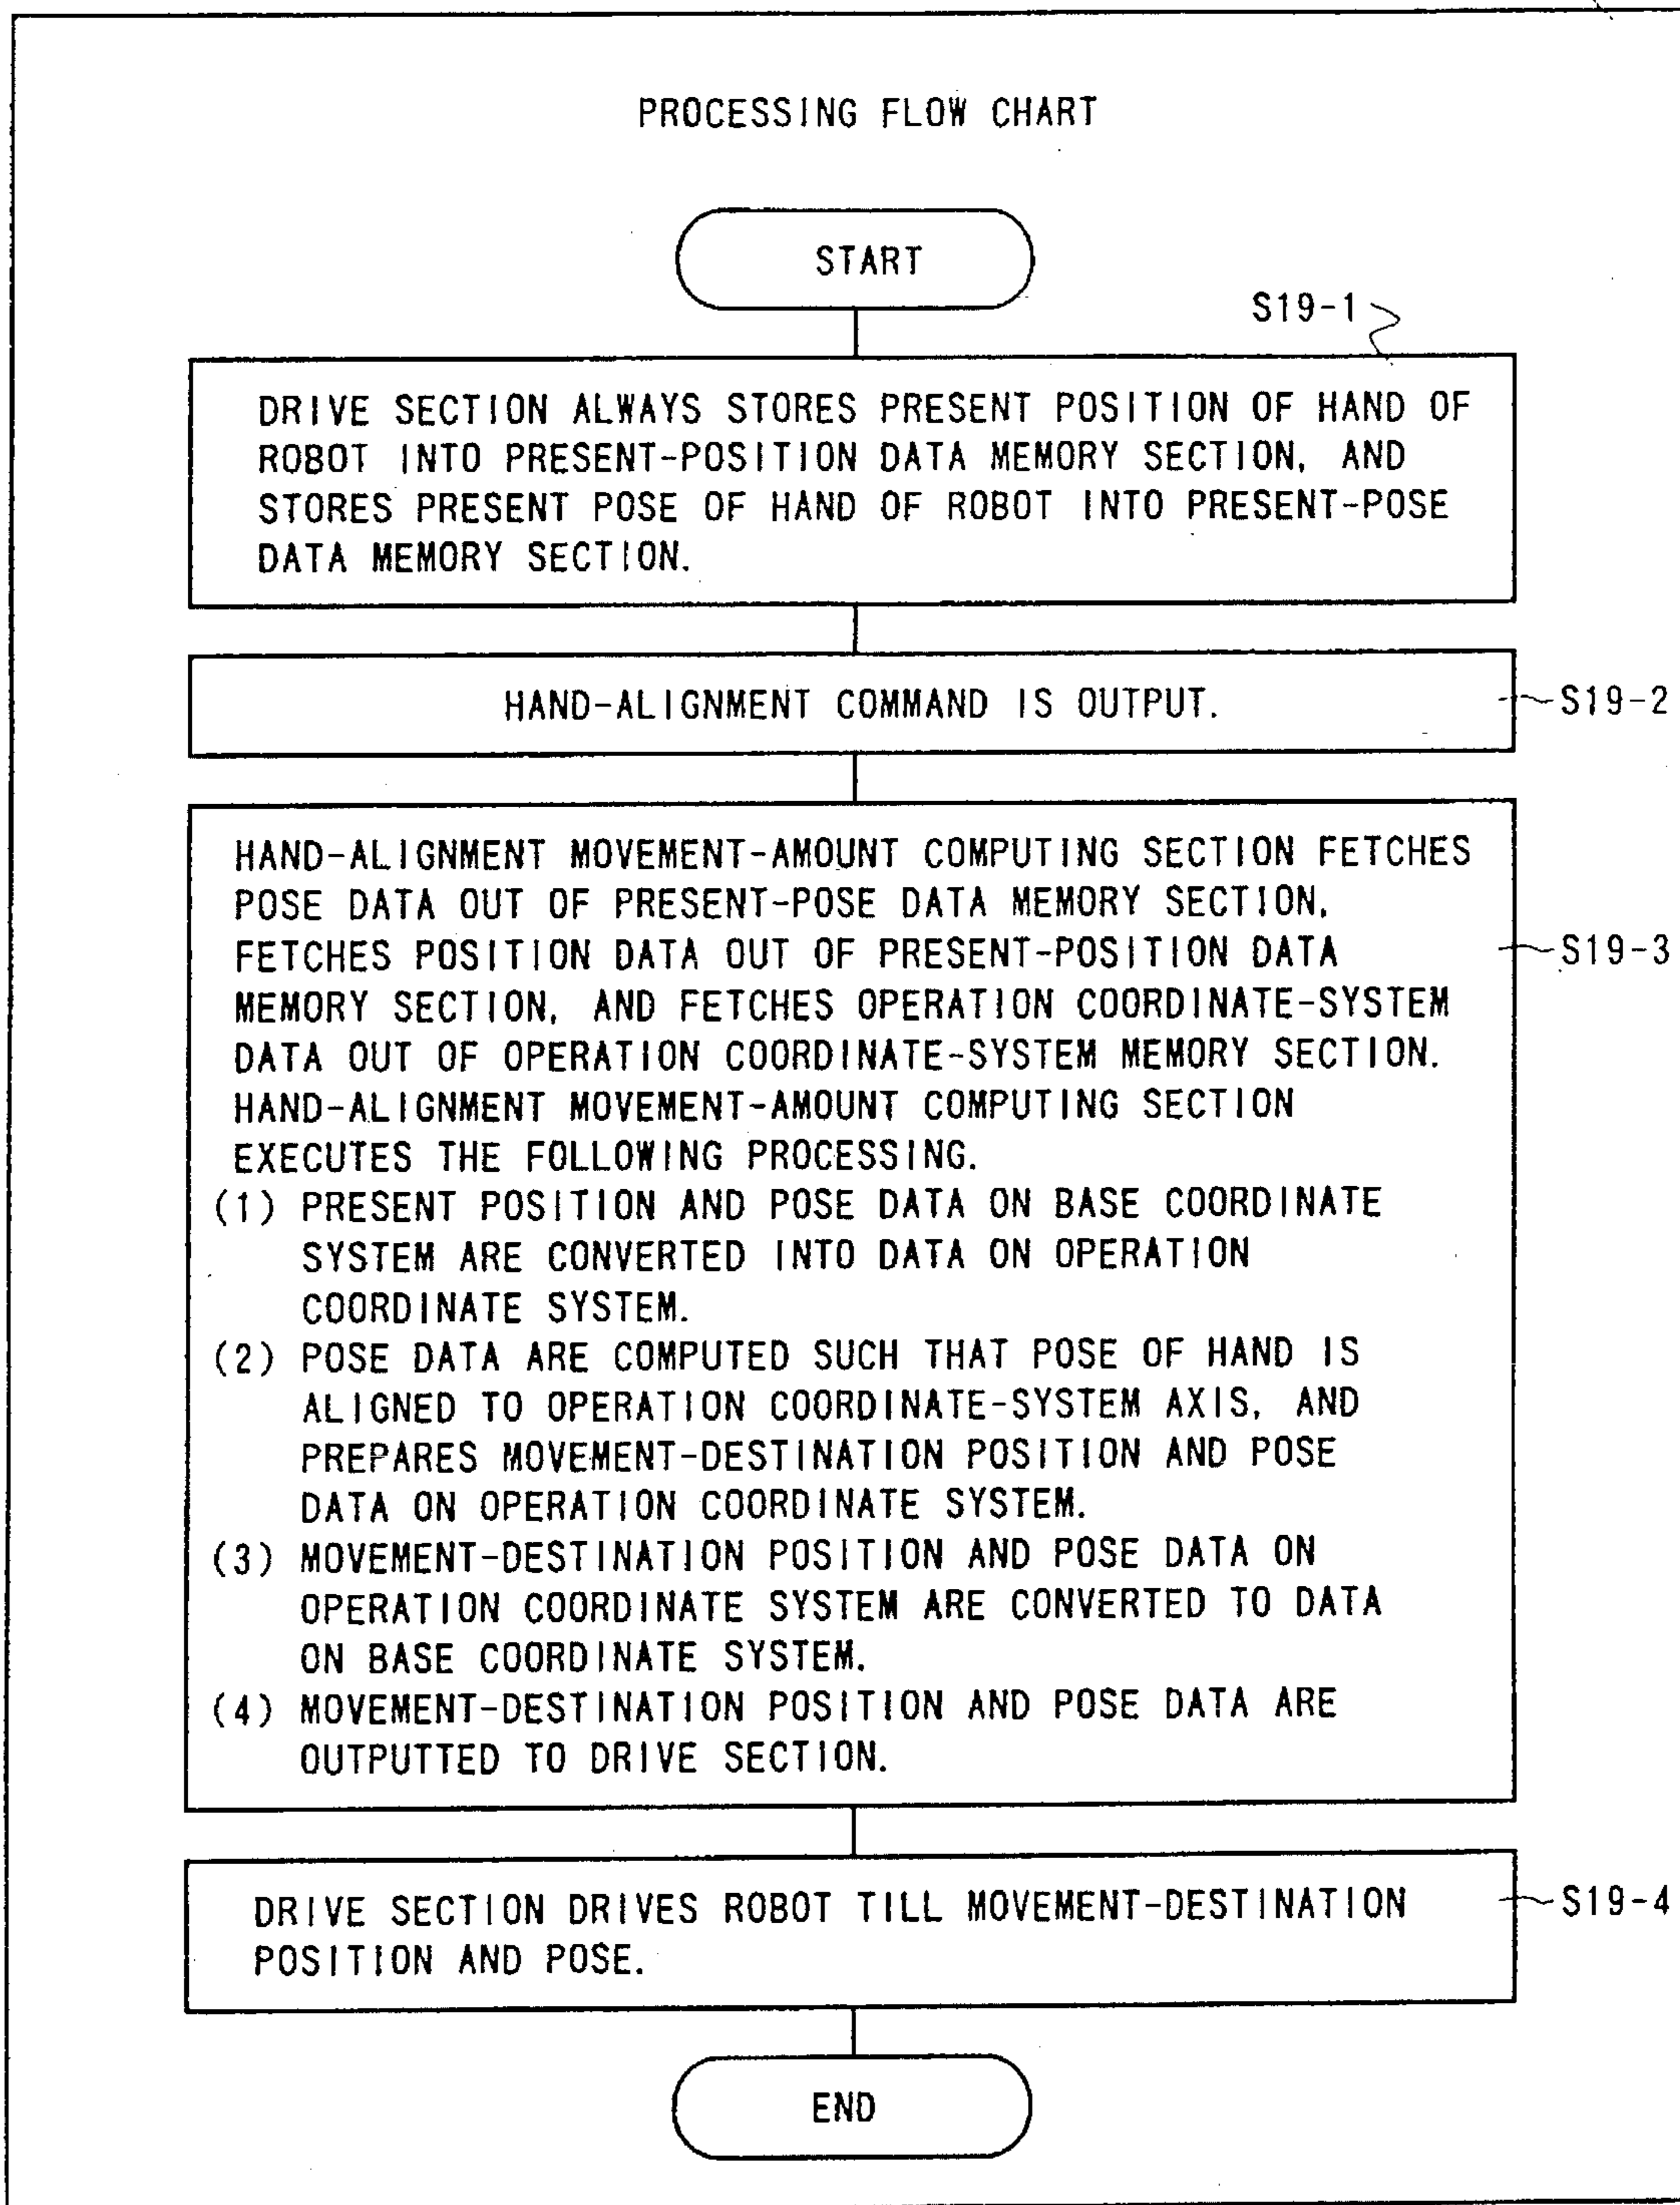 PROCESSING FLOW CHART
START
S19-1
DRIVE SECTION ALWAYS STORES PRESENT POSITION OF HAND OF
ROBOT INTO PRESENT-POSITION DATA MEMORY SECTION, AND
STORES PRESENT POSE OF HAND OF ROBOT INTO PRESENT-POSE
DATA MEMORY SECTION.
HAND-ALIGNMENT COMMAND IS OUTPUT.
S19-2
HAND-ALIGNMENT MOVEMENT-AMOUNT COMPUTING SECTION FETCHES
POSE DATA OUT OF PRESENT-POSE DATA MEMORY SECTION,
FETCHES POSITION DATA OUT OF PRESENT-POSITION DATA
MEMORY SECTION, AND FETCHES OPERATION COORDINATE-SYSTEM
DATA OUT OF OPERATION COORDINATE-SYSTEM MEMORY SECTION.
HAND-ALIGNMENT MOVEMENT-AMOUNT COMPUTING SECTION
EXECUTES THE FOLLOWING PROCESSING.
(1) PRESENT POSITION AND POSE DATA ON BASE COORDINATE
SYSTEM ARE CONVERTED INTO DATA ON OPERATION
COORDINATE SYSTEM.
(2) POSE DATA ARE COMPUTED SUCH THAT POSE OF HAND IS
ALIGNED TO OPERATION COORDINATE-SYSTEM AXIS, AND
PREPARES MOVEMENT-DESTINATION POSITION AND POSE
DATA ON OPERATION COORDINATE SYSTEM.
(3) MOVEMENT-DESTINATION POSITION AND POSE DATA ON
OPERATION COORDINATE SYSTEM ARE CONVERTED TO DATA
ON BASE COORDINATE SYSTEM.
(4) MOVEMENT-DESTINATION POSITION AND POSE DATA ARE
OUTPUTTED TO DRIVE SECTION.
S19-3
DRIVE SECTION DRIVES ROBOT TILL MOVEMENT-DESTINATION
POSITION AND POSE.
S19-4
END